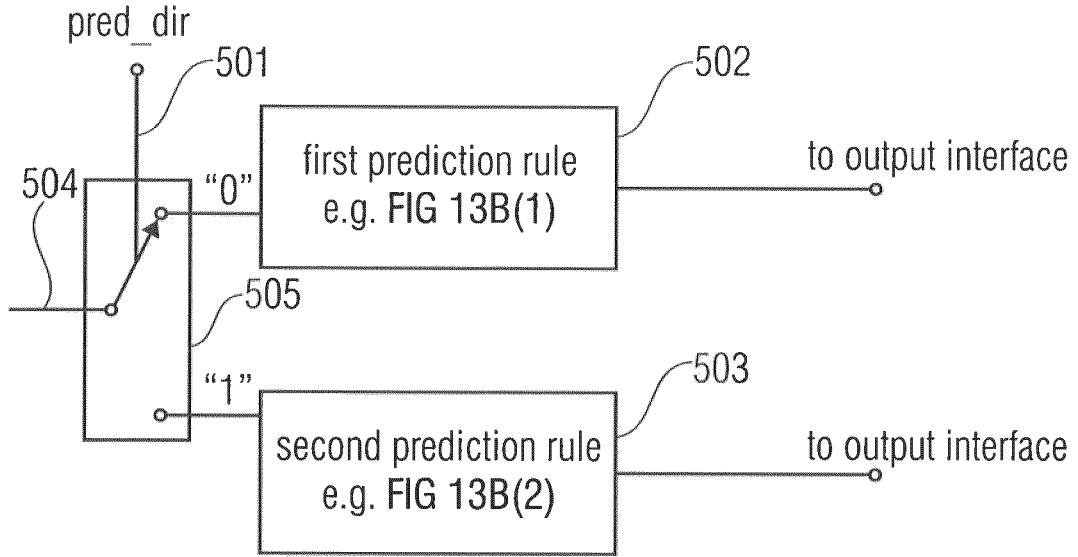 pred_dir
501
502
504
“0”
first prediction rule
e.g. FIG 13B(1)
to output interface
505
“1”
503
second prediction rule
e.g. FIG 13B(2)
to output interface